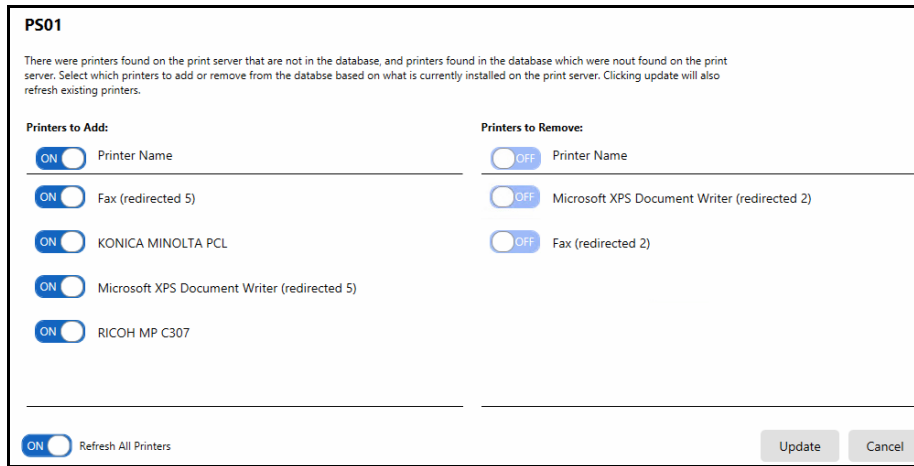 PS01
There were printers found on the print server that are not in the database, and printers found in the database which were nout found on the print
server. Select which printers to add or remove from the databse based on what is currently installed on the print server. Clicking update will also
refresh existing printers.
Printers to Add:
ON Printer Name
ON Fax (redirected 5)
ON KONICA MINOLTA PCL
ON Microsoft XPS Document Writer (redirected 5)
ON RICOH MP C307
Printers to Remove:
OFF Printer Name
OFF Microsoft XPS Document Writer (redirected 2)
OFF Fax (redirected 2)
ON Refresh All Printers
Update Cancel